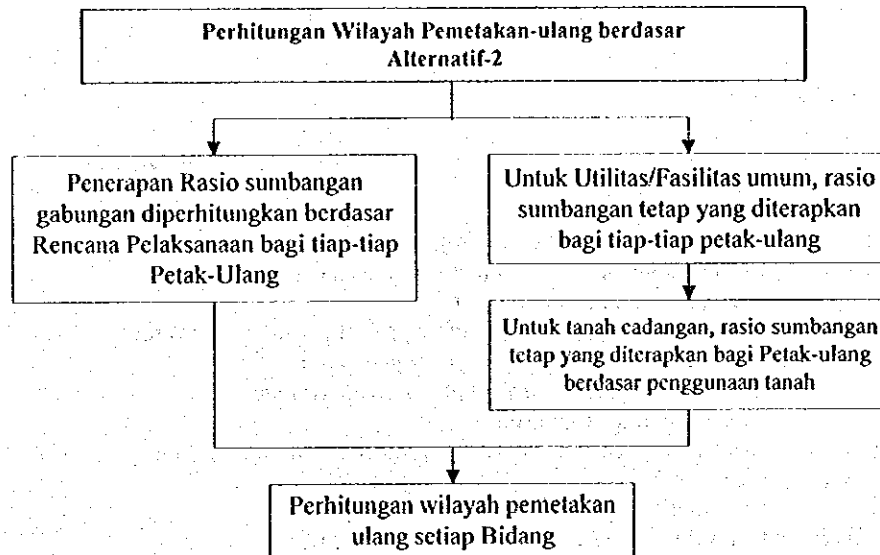 Perhitungan Wilayah Pemetakan-ulang berdasar
Alternatif-2
Penerapan Rasio sumbangan
gabungan diperhitungkan berdasar
Rencana Pelaksanaan bagi tiap-tiap
Petak-Ulang
Untuk Utilitas/Fasilitas umum, rasio
sumbangan tetap yang diterapkan
bagi tiap-tiap petak-ulang
Untuk tanah cadangan, rasio sumbangan
tetap yang diterapkan bagi Petak-ulang
berdasar penggunaan tanah
Perhitungan wilayah pemetakan
ulang setiap Bidang